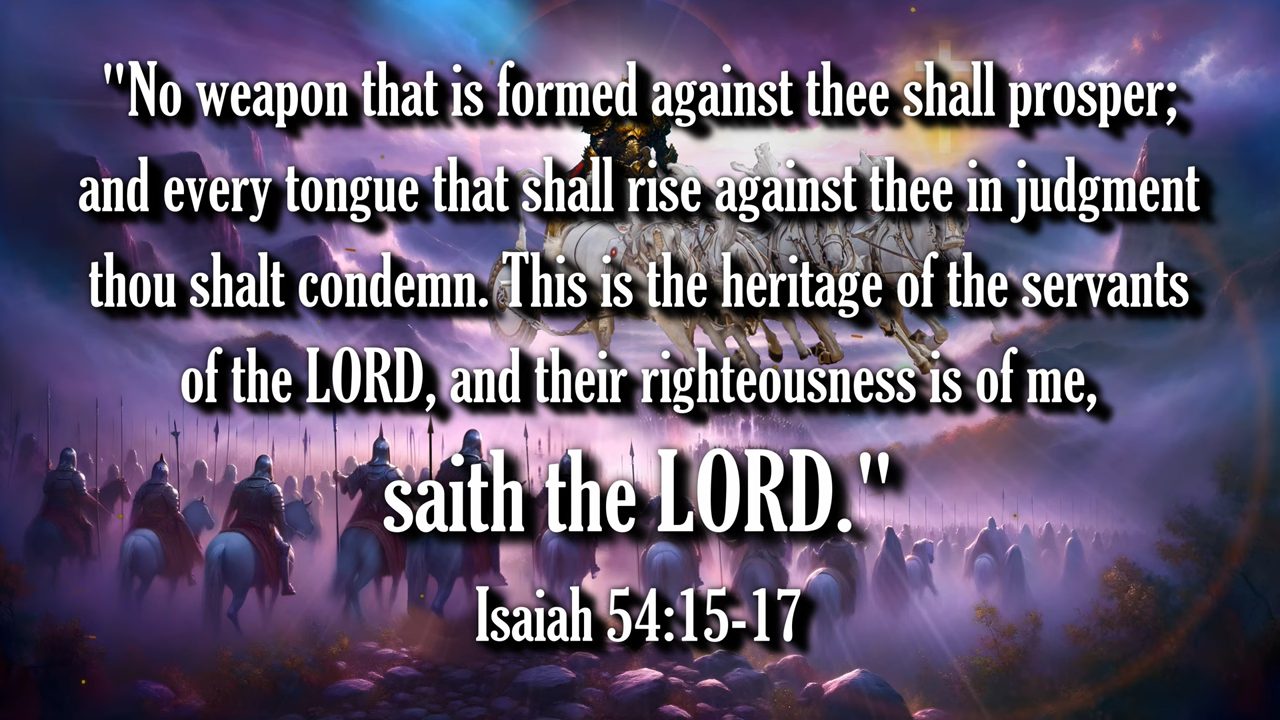 "No weapon that is formed against thee shall prosper;
and every tongue that shall rise against thee in judgment
thou shalt condemn. This is the heritage of the servants
of the LORD, and their righteousness is of me,
saith the LORD."
Isaiah 54:15-17